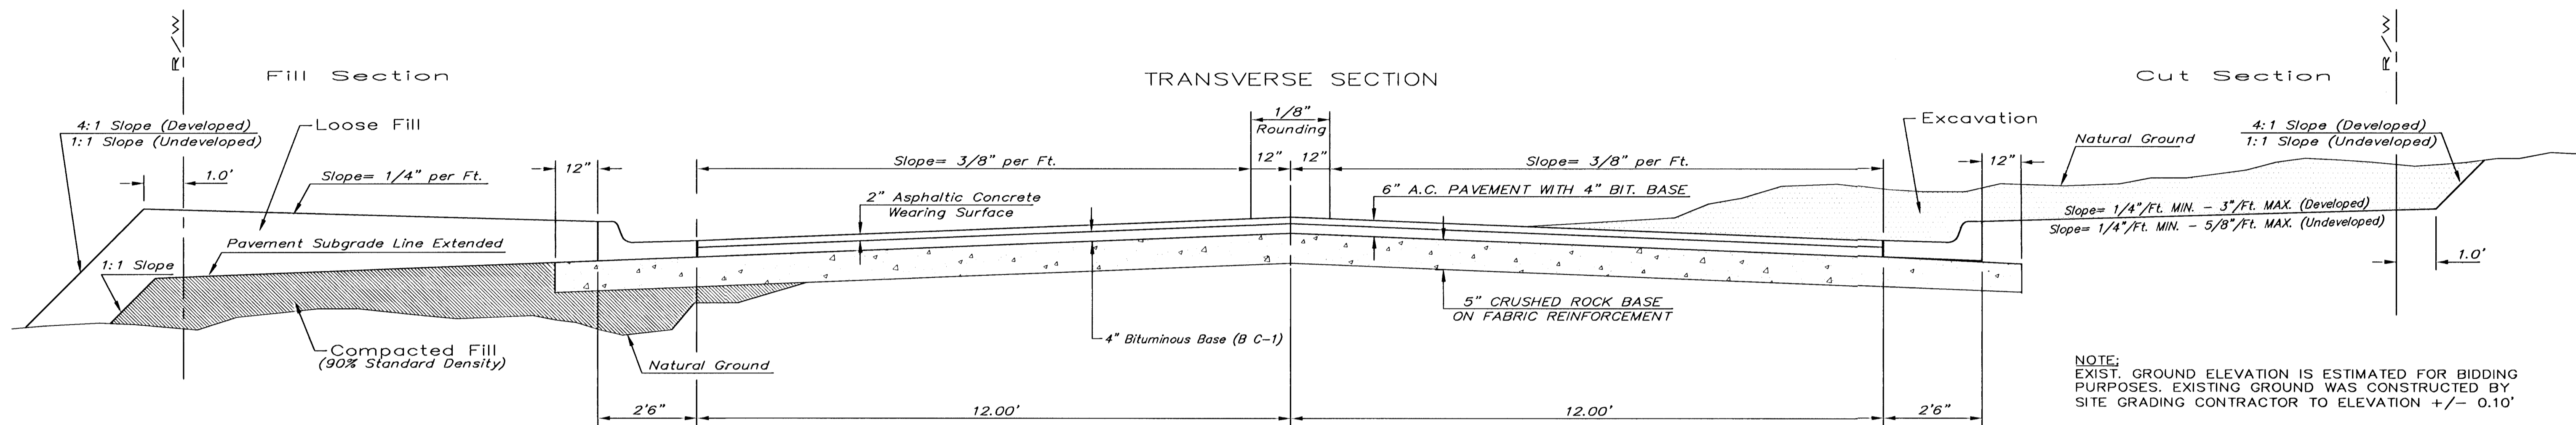 R/W
Fill Section
TRANSVERSE SECTION
Cut Section
R/W
4:1 Slope (Developed)
1:1 Slope (Undeveloped)
Loose Fill
1.0'
Slope= 1/4" per Ft.
12"
Slope= 3/8" per Ft.
1/8"
Rounding
12"
12"
Slope= 3/8" per Ft.
Excavation
Natural Ground
12"
4:1 Slope (Developed)
1:1 Slope (Undeveloped)
2" Asphaltic Concrete
Wearing Surface
6" A.C. PAVEMENT WITH 4" BIT. BASE
Slope= 1/4"/Ft. MIN. - 3"/Ft. MAX. (Developed)
Slope= 1/4"/Ft. MIN. - 5/8"/Ft. MAX. (Undeveloped)
1.0'
Pavement Subgrade Line Extended
1:1 Slope
5" CRUSHED ROCK BASE
ON FABRIC REINFORCEMENT
4" Bituminous Base (B C-1)
Compacted Fill
(90% Standard Density)
Natural Ground
2'6"
12.00'
12.00'
2'6"
NOTE:
EXIST. GROUND ELEVATION IS ESTIMATED FOR BIDDING
PURPOSES. EXISTING GROUND WAS CONSTRUCTED BY
SITE GRADING CONTRACTOR TO ELEVATION +/- 0.10'